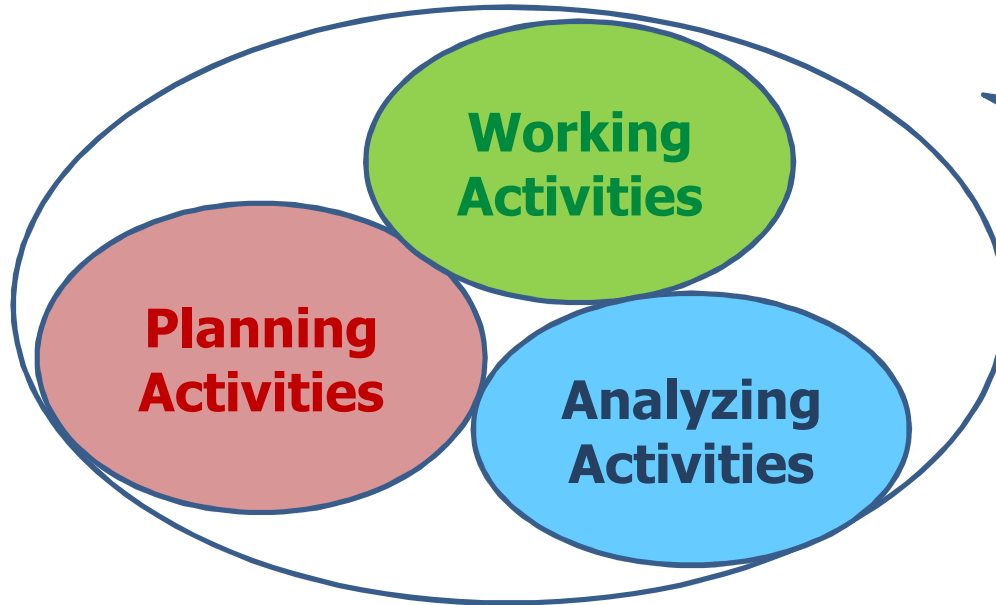 Working
Activities
Planning
Activities
Analyzing
Activities